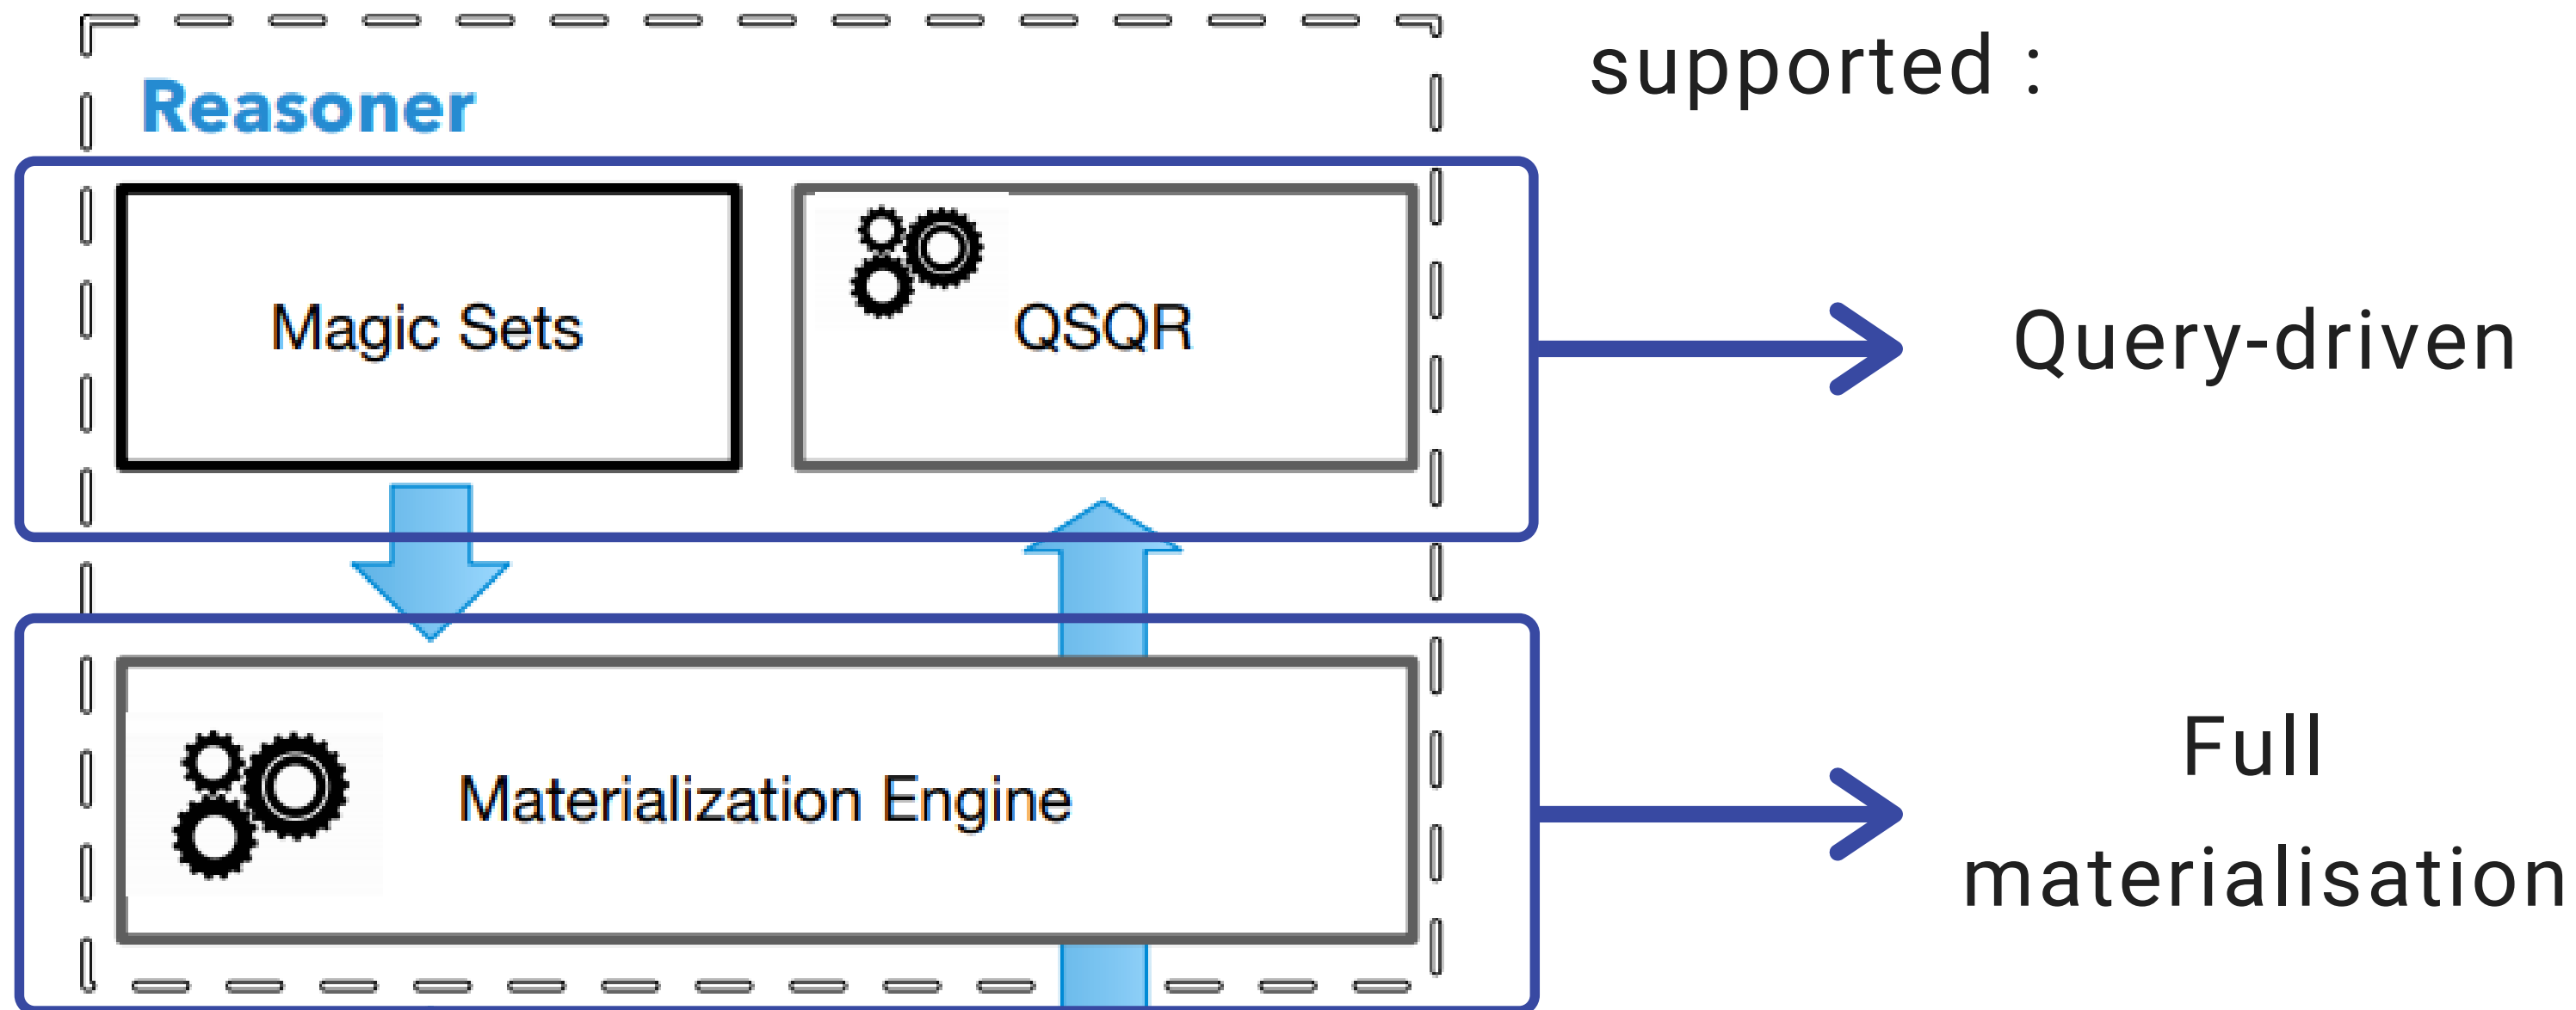 supported :
Reasoner
Magic Sets
QSQR
Query-driven
Materialization Engine
Full
materialisation